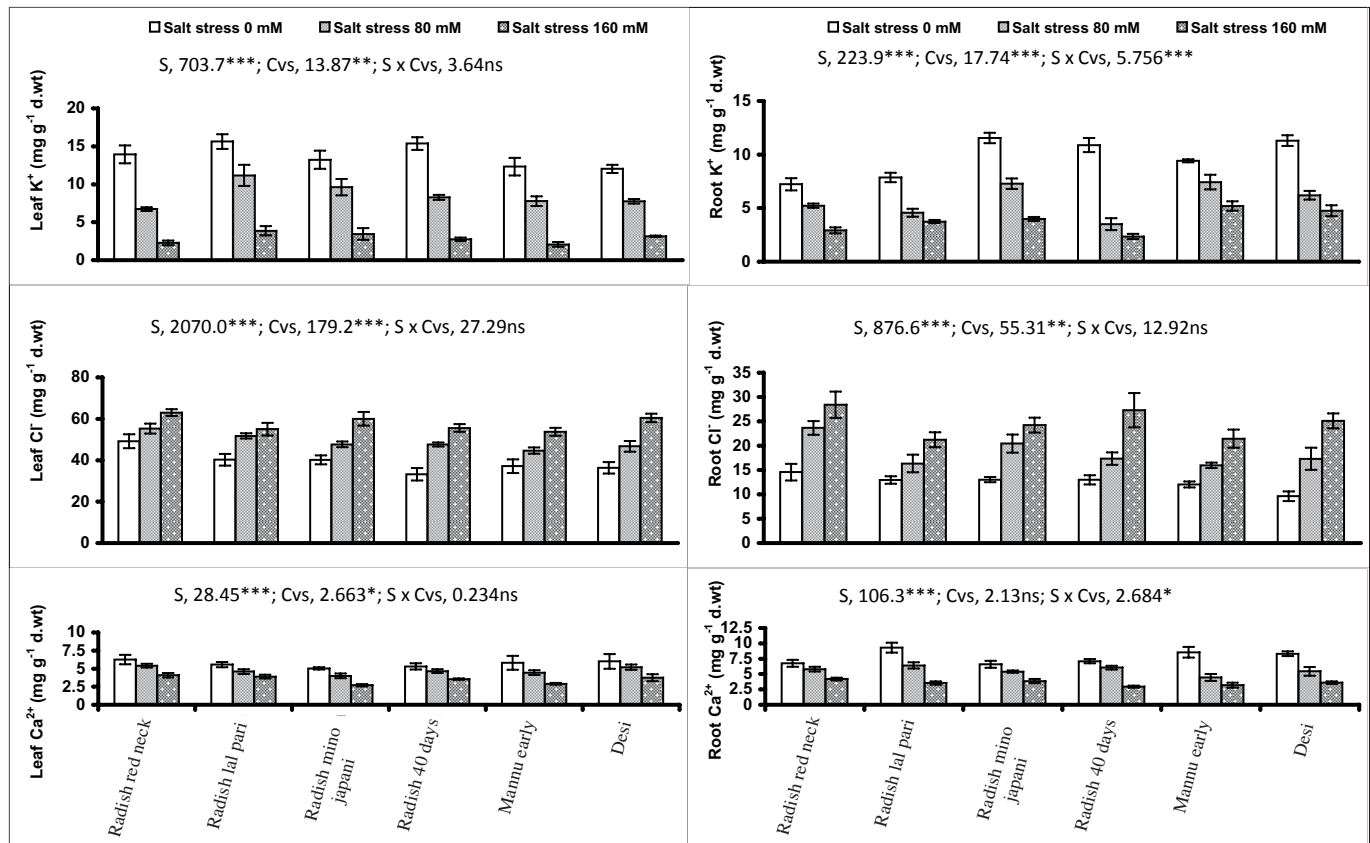 Salt stress 0 mM Salt stress 80 mM Salt stress 160 mM
S, 703.7***; Cvs, 13.87**; S x Cvs, 3.64ns
Leaf K⁺ (mg g⁻¹ d.wt)
20
15
10
5
0
Salt stress 0 mM Salt stress 80 mM Salt stress 160 mM
S, 223.9***; Cvs, 17.74***; S x Cvs, 5.756***
Root K⁺ (mg g⁻¹ d.wt)
15
10
5
0
S, 2070.0***; Cvs, 179.2***; S x Cvs, 27.29ns
Leaf Cl⁻ (mg g⁻¹ d.wt)
80
60
40
20
0
S, 876.6***; Cvs, 55.31**; S x Cvs, 12.92ns
Root Cl⁻ (mg g⁻¹ d.wt)
35
30
25
20
15
10
5
0
S, 28.45***; Cvs, 2.663*; S x Cvs, 0.234ns
Leaf Ca²⁺ (mg g⁻¹ d.wt)
10
7.5
5
2.5
0
Radish red neck
Radish lal pari
Radish mino
japani
Radish 40 days
Mannu early
Desi
S, 106.3***; Cvs, 2.13ns; S x Cvs, 2.684*
Root Ca²⁺ (mg g⁻¹ d.wt)
12.5
10
7.5
5
2.5
0
Radish red neck
Radish lal pari
Radish mino
japani
Radish 40 days
Mannu early
Desi